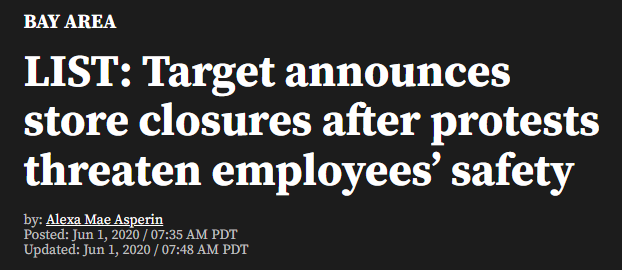 BAY AREA
LIST: Target announces
store closures after protests
threaten employees’ safety
by: Alexa Mae Asperin
Posted: Jun 1, 2020 / 07:35 AM PDT
Updated: Jun 1, 2020 / 07:48 AM PDT